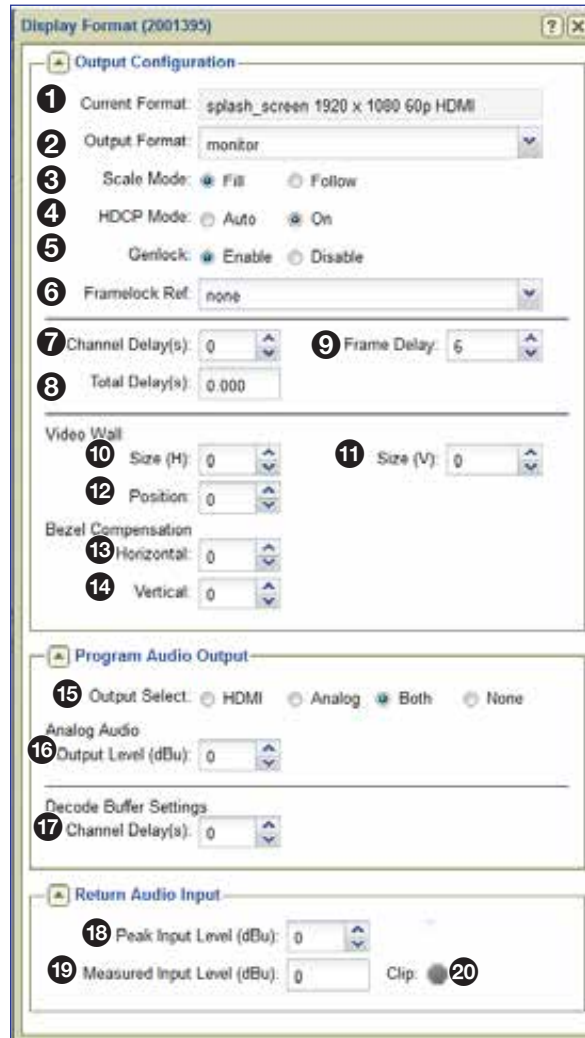 Display Format (2001395) ? X
Output Configuration
1 Current Format: splash_screen 1920 x 1080 60p HDMI
2 Output Format: monitor
3 Scale Mode: Fill Follow
4 HDCP Mode: Auto On
5 Genlock: Enable Disable
6 Framelock Ref: none
7 Channel Delay(s): 0 9 Frame Delay: 6
8 Total Delay(s): 0.000
Video Wall
10 Size (H): 0 11 Size (V): 0
12 Position: 0
Bezel Compensation
13 Horizontal: 0
14 Vertical: 0
Program Audio Output
15 Output Select: HDMI Analog Both None
Analog Audio
16 Output Level (dBu): 0
Decode Buffer Settings
17 Channel Delay(s): 0
Return Audio Input
18 Peak Input Level (dBu): 0
19 Measured Input Level (dBu): 0 Clip: 20